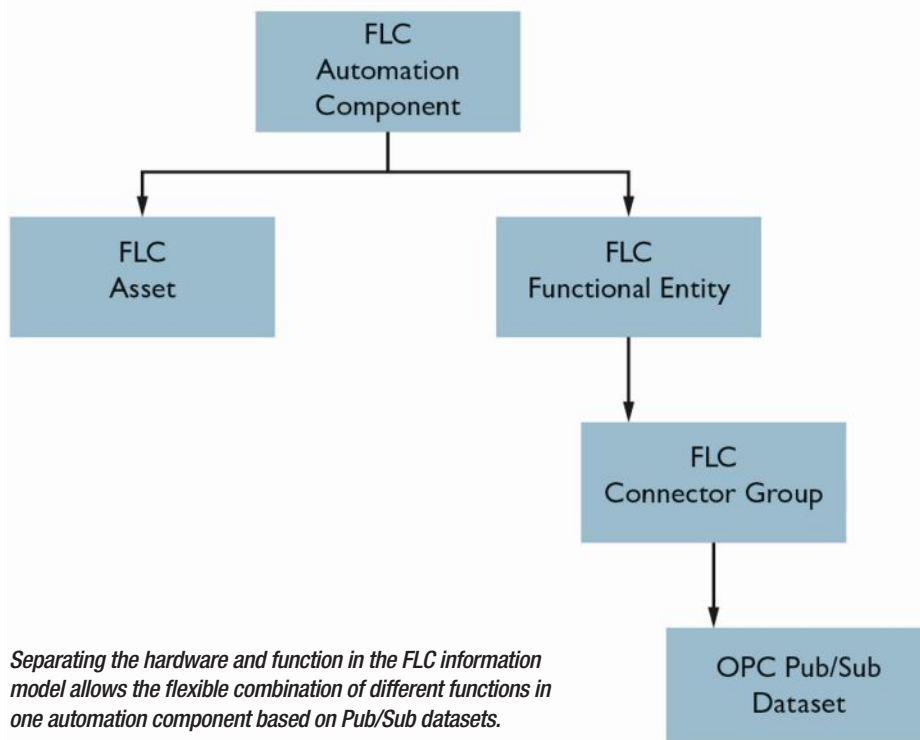 FLC
Automation
Component
FLC
Asset
FLC
Functional Entity
FLC
Connector Group
OPC Pub/Sub
Dataset
Separating the hardware and function in the FLC information
model allows the flexible combination of different functions in
one automation component based on Pub/Sub datasets.